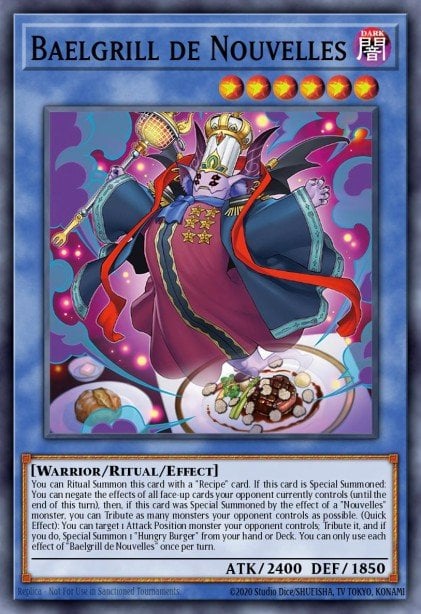 BAELGRILL DE NOUVELLES
DARK
闇
[WARRIOR/RITUAL/EFFECT]
You can Ritual Summon this card with a "Recipe" card. If this card is Special Summoned:
You can negate the effects of all face-up cards your opponent currently controls (until the
end of this turn), then, if this card was Special Summoned by the effect of a "Nouvelles"
monster, you can Tribute as many monsters your opponent controls as possible. (Quick
Effect): You can target 1 Attack Position monster your opponent controls; Tribute it, and if
you do, Special Summon 1 "Hungry Burger" from your hand or Deck. You can only use each
effect of "Baelgrill de Nouvelles" once per turn.
ATK/2400 DEF/1850
Replica - Not For Use in Sanctioned Tournaments.
©2020 Studio Dice/SHUEISHA, TV TOKYO, KONAMI